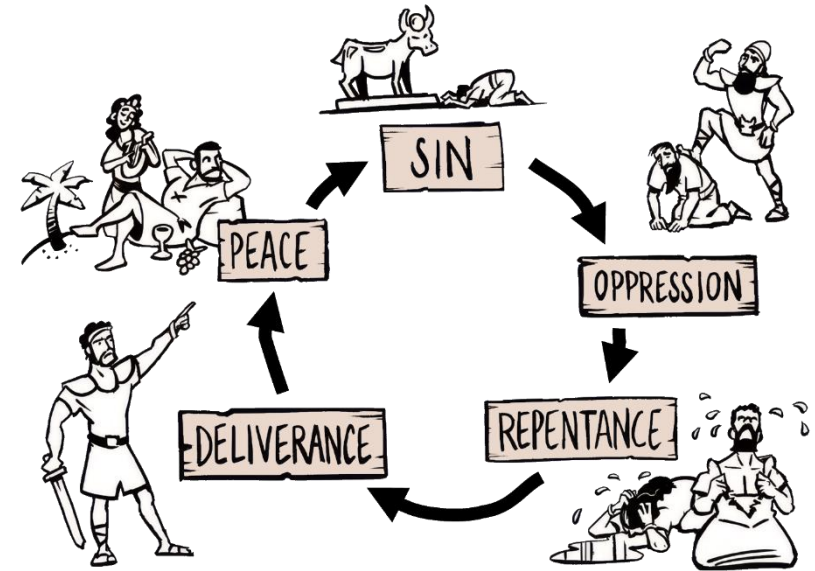 SIN
OPPRESSION
REPENTANCE
DELIVERANCE
PEACE